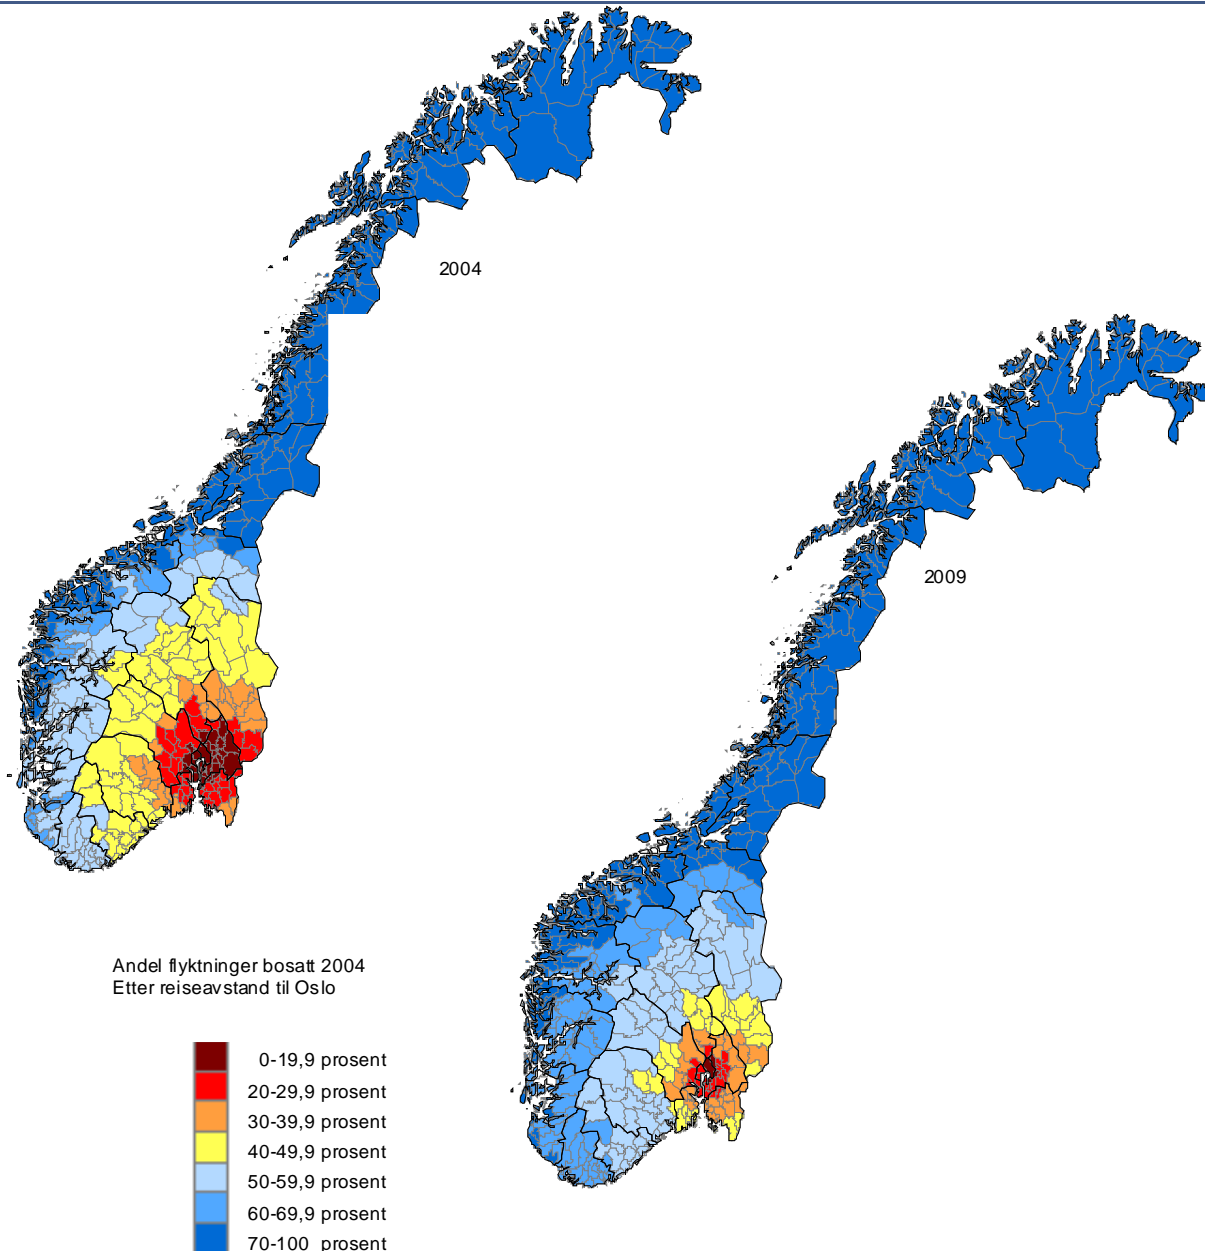 2004
2009
Andel flyktninger bosatt 2004
Etter reiseavstand til Oslo
0-19,9 prosent
20-29,9 prosent
30-39,9 prosent
40-49,9 prosent
50-59,9 prosent
60-69,9 prosent
70-100 prosent